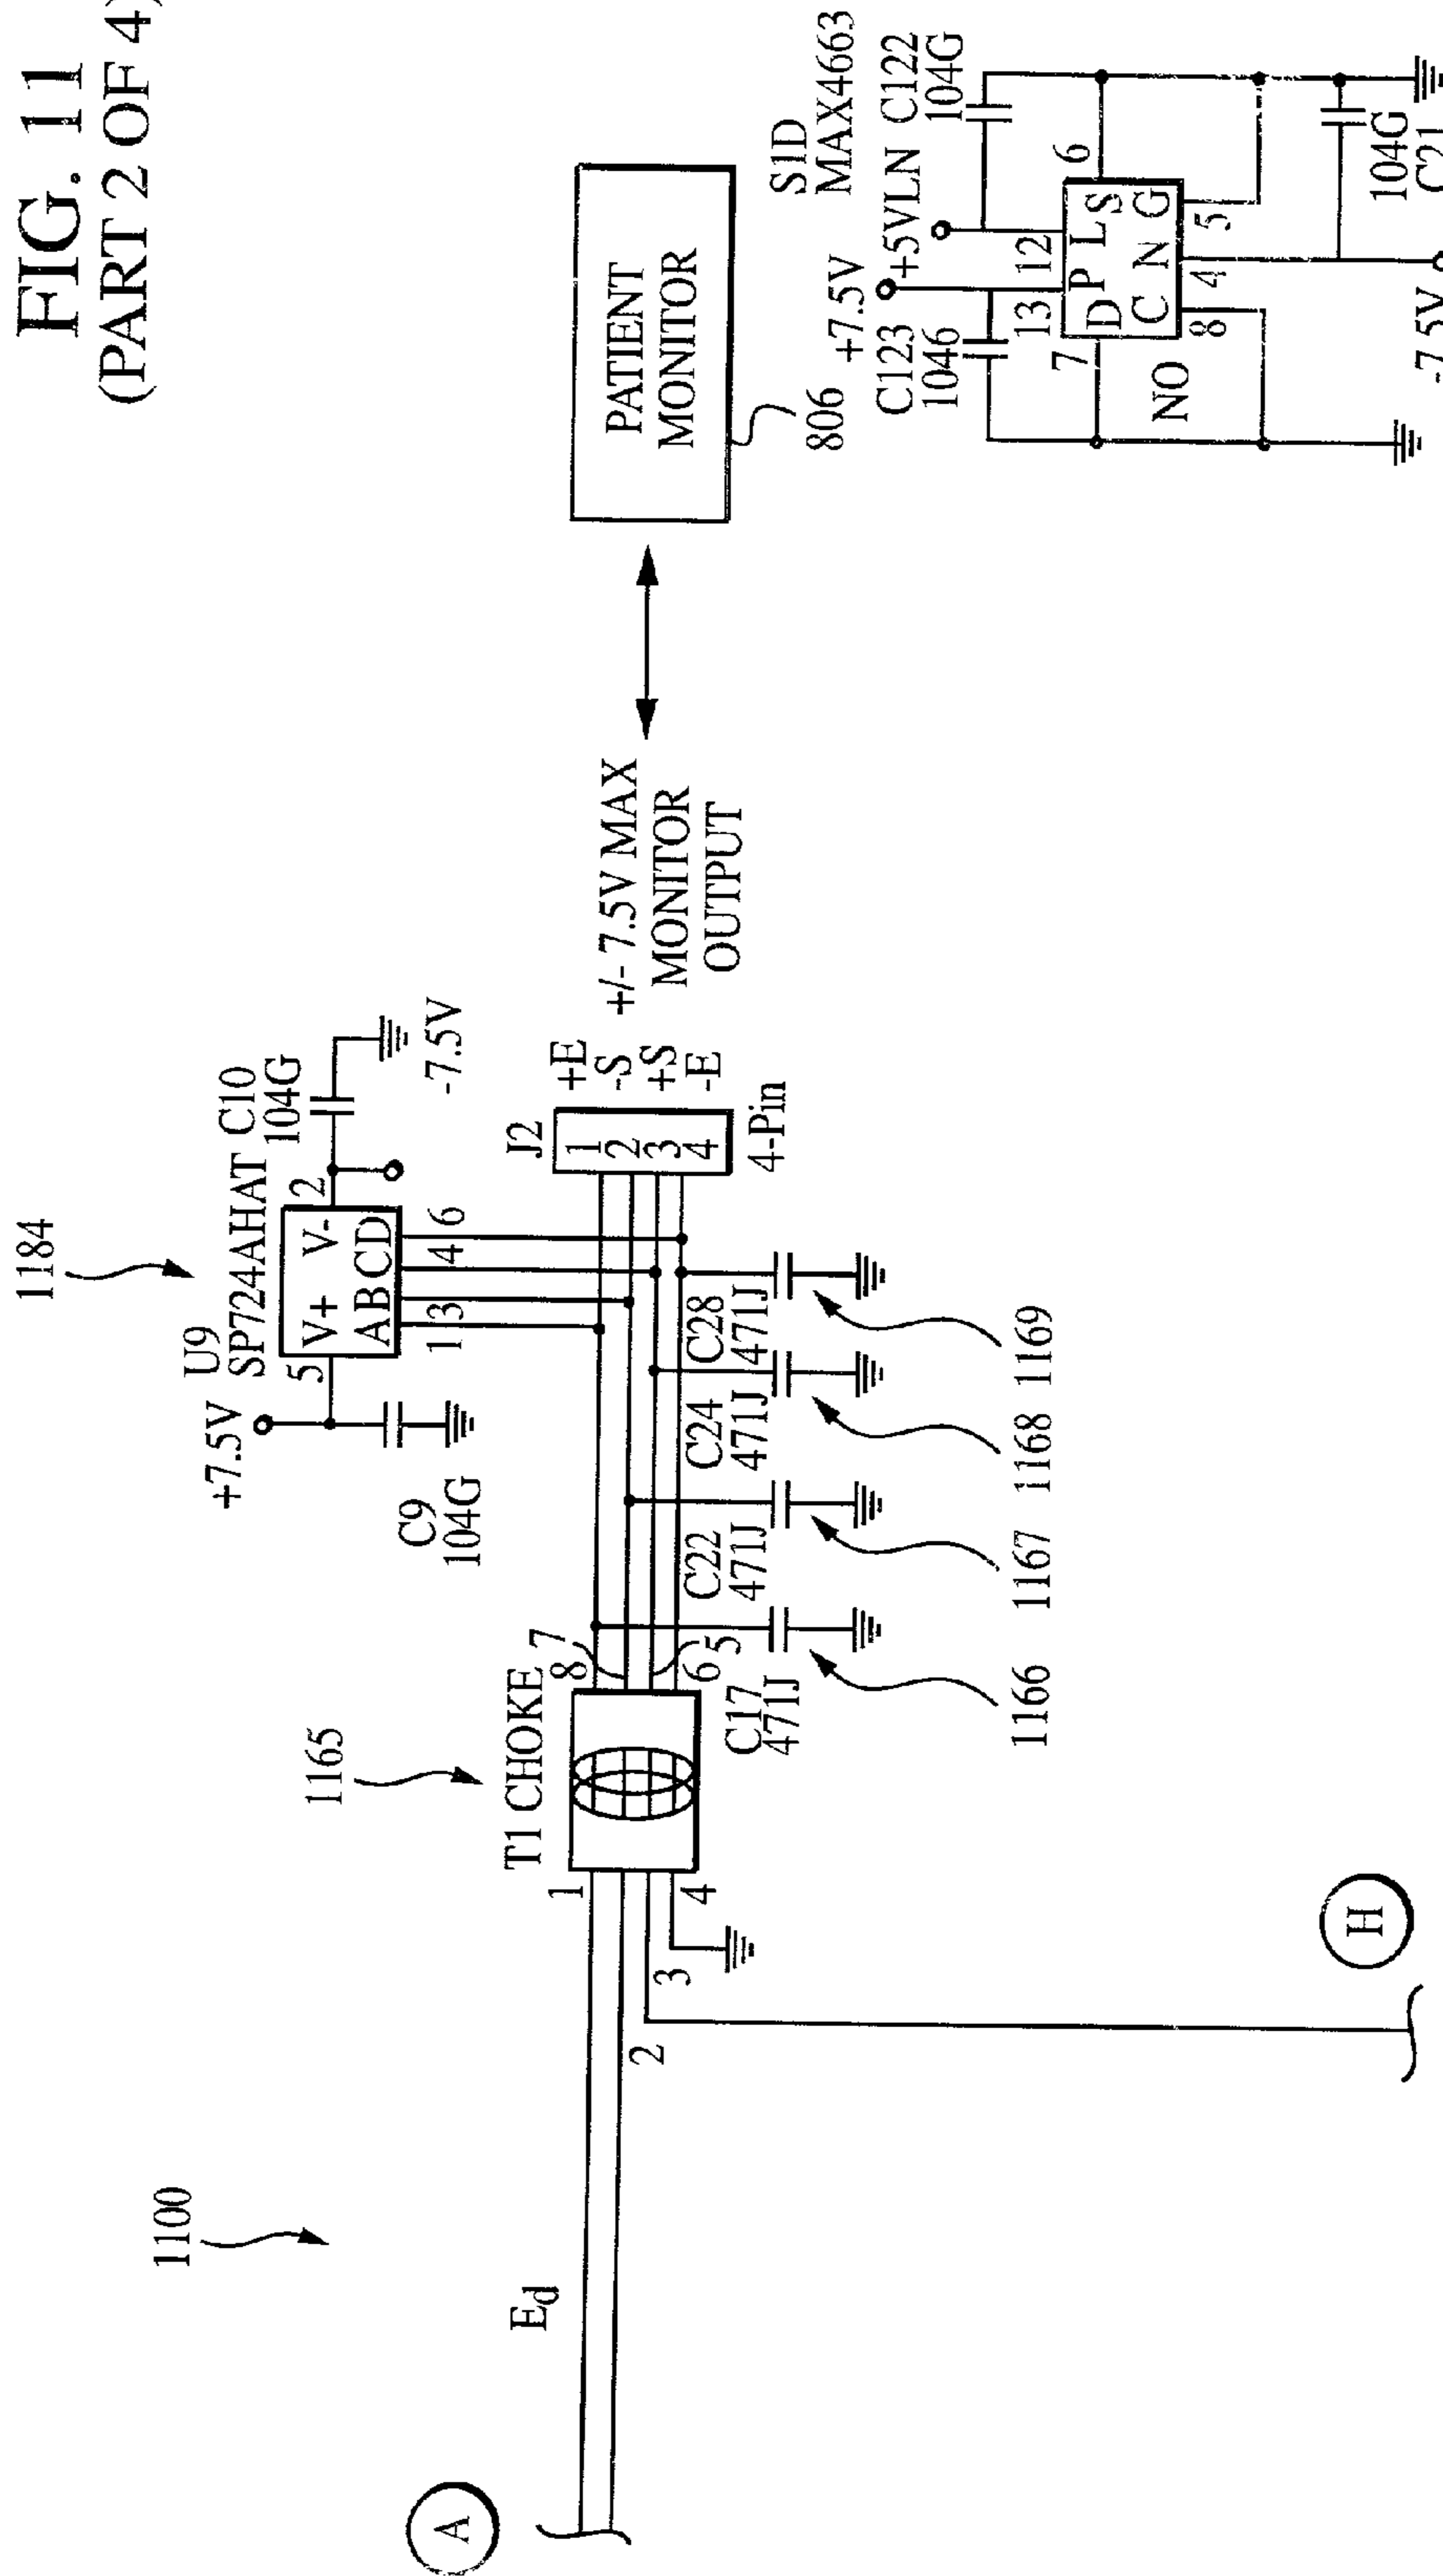 FIG. 11
(PART 2 OF 4)
1184
U9
SP724AHAT
+7.5V
5
V+ V-
2
AB CD
1 3 4 6
C9
104G
C10
104G
-7.5V
1165
T1 CHOKE
1
2
3
4
8
7
6
5
J2
1
2
3
4
4-Pin
+E
-S
+S
-E
+/- 7.5V MAX
MONITOR
OUTPUT
PATIENT
MONITOR
806
C17
471J
C22
471J
C24
471J
C28
471J
1166
1167
1168
1169
1100
Ed
A
H
S1D
MAX4663
+7.5V
+5VLN
C122
104G
C123
1046
13
12
6
7
D P L S
C N G
8
4
5
NO
104G
C21
-7.5V